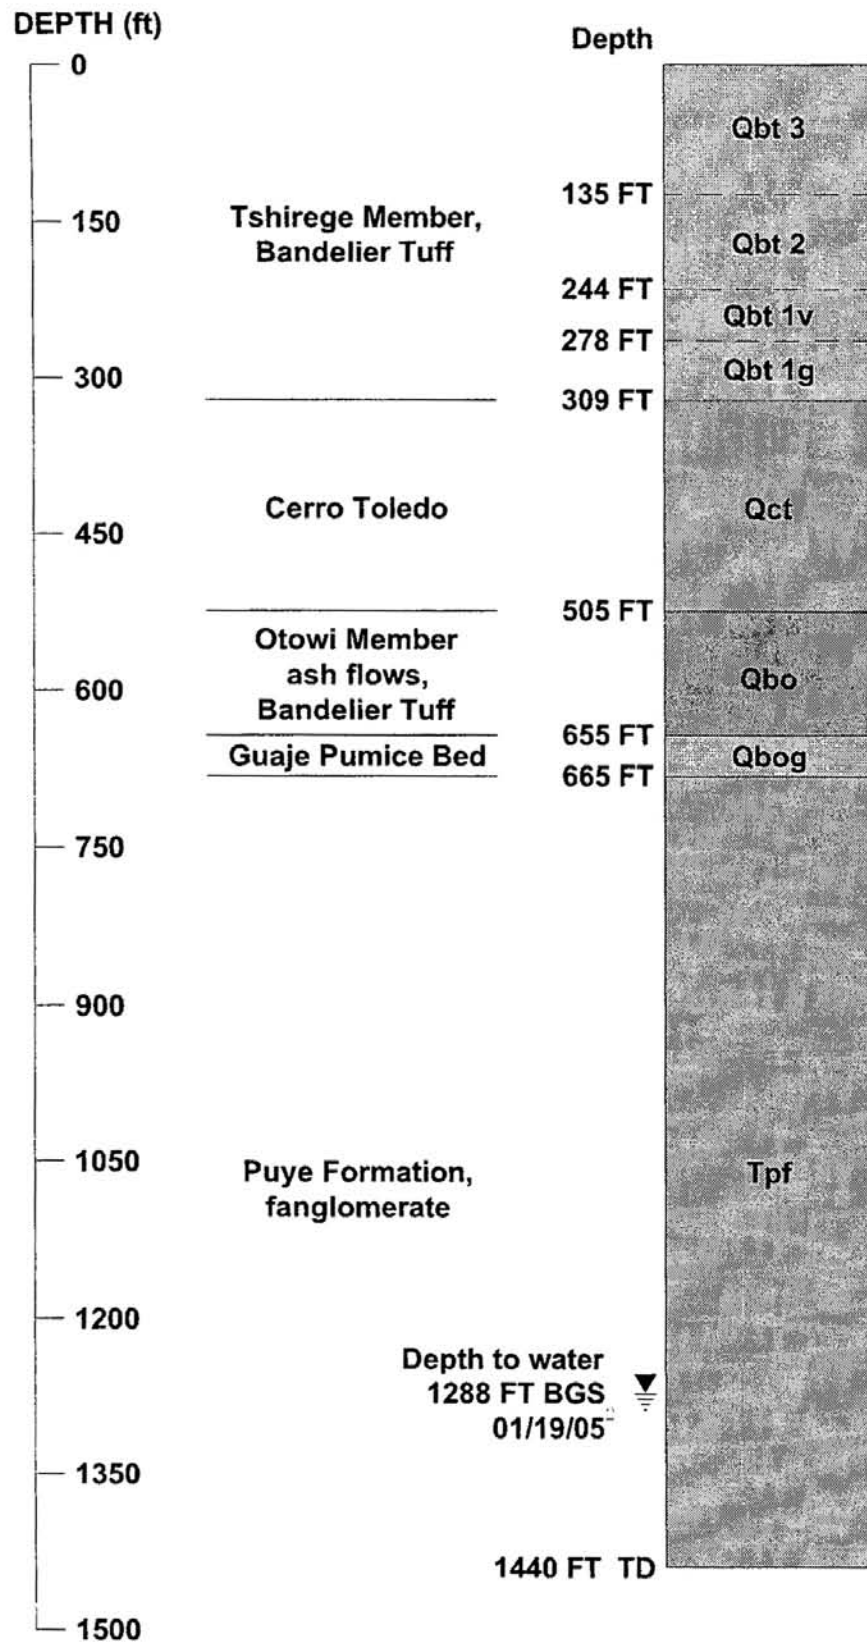 DEPTH (ft)
Depth
0
Qbt 3
135 FT
150
Tshirege Member,
Bandelier Tuff
Qbt 2
244 FT
Qbt 1v
278 FT
Qbt 1g
300
309 FT
Cerro Toledo
Qct
450
505 FT
Otowi Member
ash flows,
Bandelier Tuff
Qbo
600
655 FT
Guaje Pumice Bed
Qbog
665 FT
750
900
1050
Puye Formation,
fanglomerate
Tpf
1200
Depth to water
1288 FT BGS
01/19/05
1350
1440 FT TD
1500